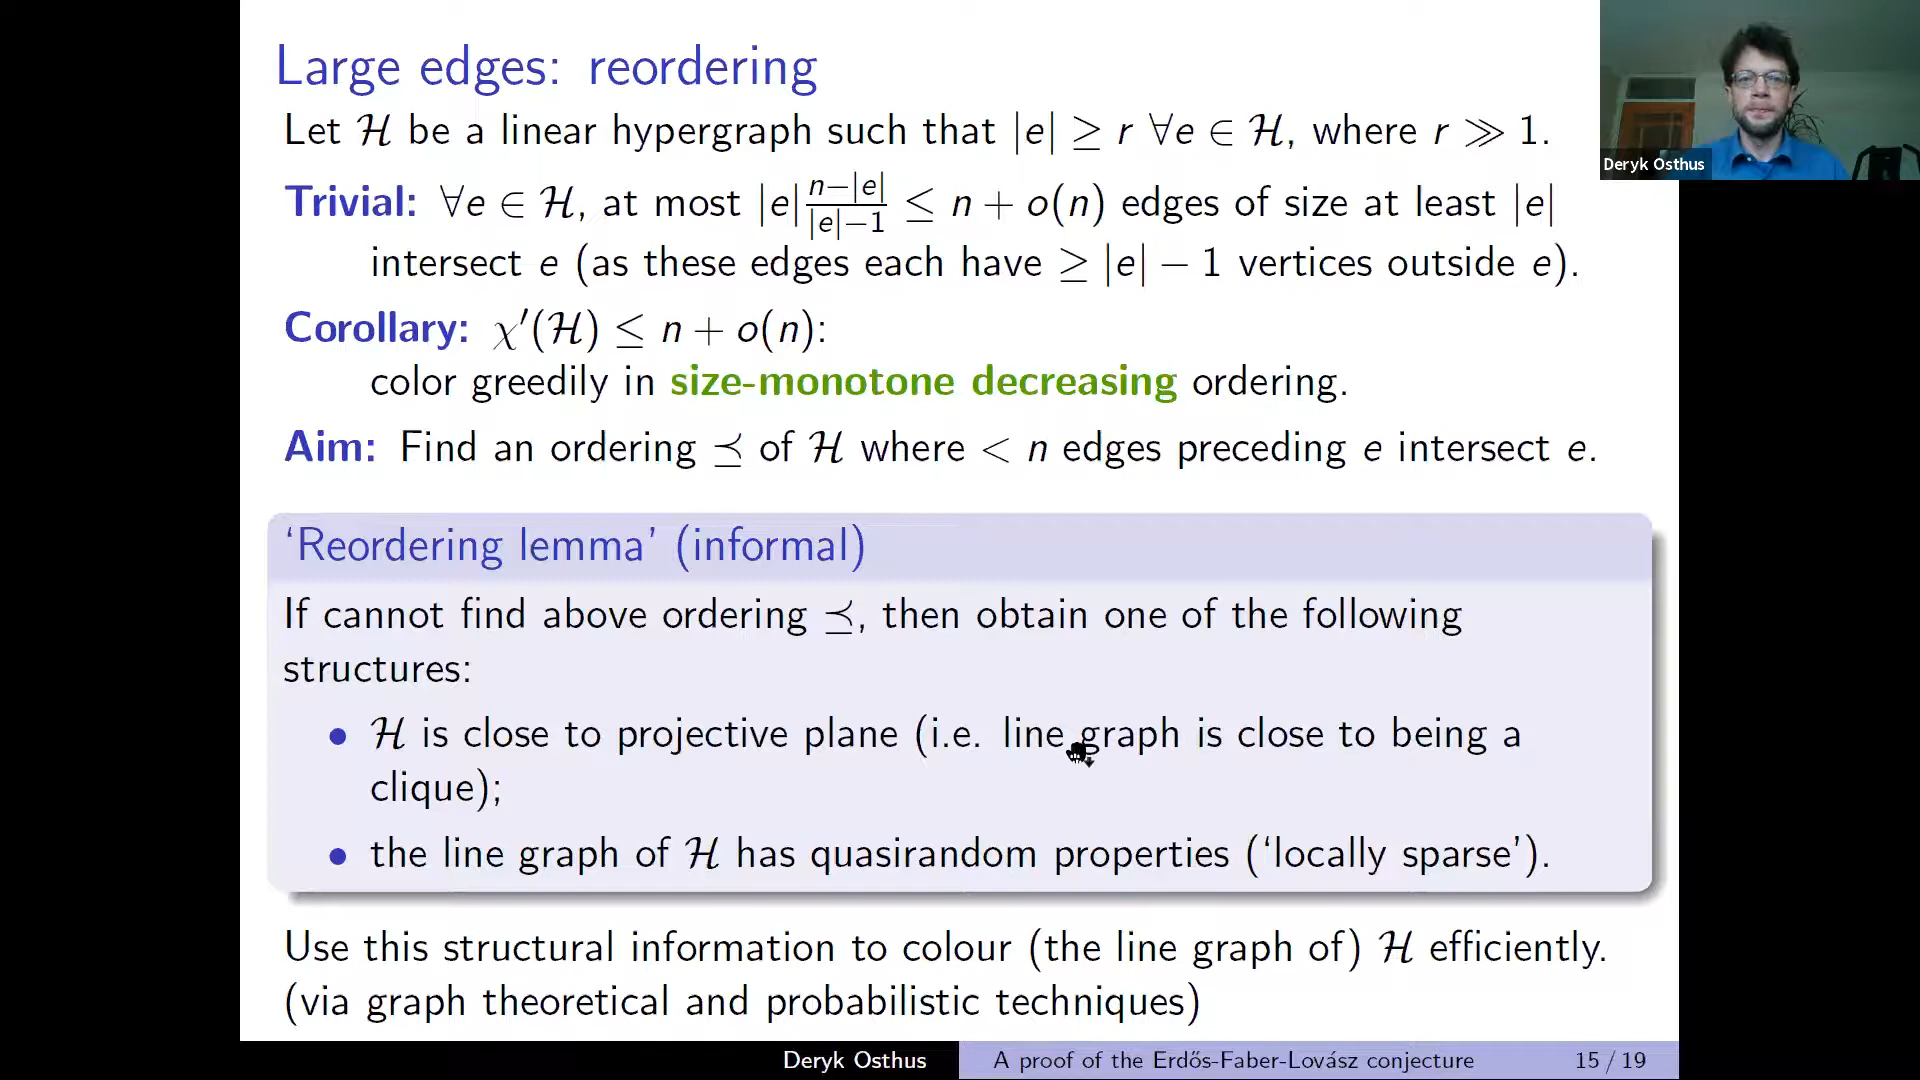 Large edges: reordering
Let ℋ be a linear hypergraph such that |e| ≥ r ∀e ∈ ℋ, where r ≫ 1.
Trivial: ∀e ∈ ℋ, at most |e| (n−|e|)/(|e|−1) ≤ n + o(n) edges of size at least |e|
intersect e (as these edges each have ≥ |e| − 1 vertices outside e).
Corollary: χ′(ℋ) ≤ n + o(n):
color greedily in size-monotone decreasing ordering.
Aim: Find an ordering ⪯ of ℋ where < n edges preceding e intersect e.
‘Reordering lemma’ (informal)
If cannot find above ordering ⪯, then obtain one of the following
structures:
• ℋ is close to projective plane (i.e. line graph is close to being a
clique);
• the line graph of ℋ has quasirandom properties (‘locally sparse’).
Use this structural information to colour (the line graph of) ℋ efficiently.
(via graph theoretical and probabilistic techniques)
Deryk Osthus A proof of the Erdős-Faber-Lovász conjecture 15 / 19
Deryk Osthus